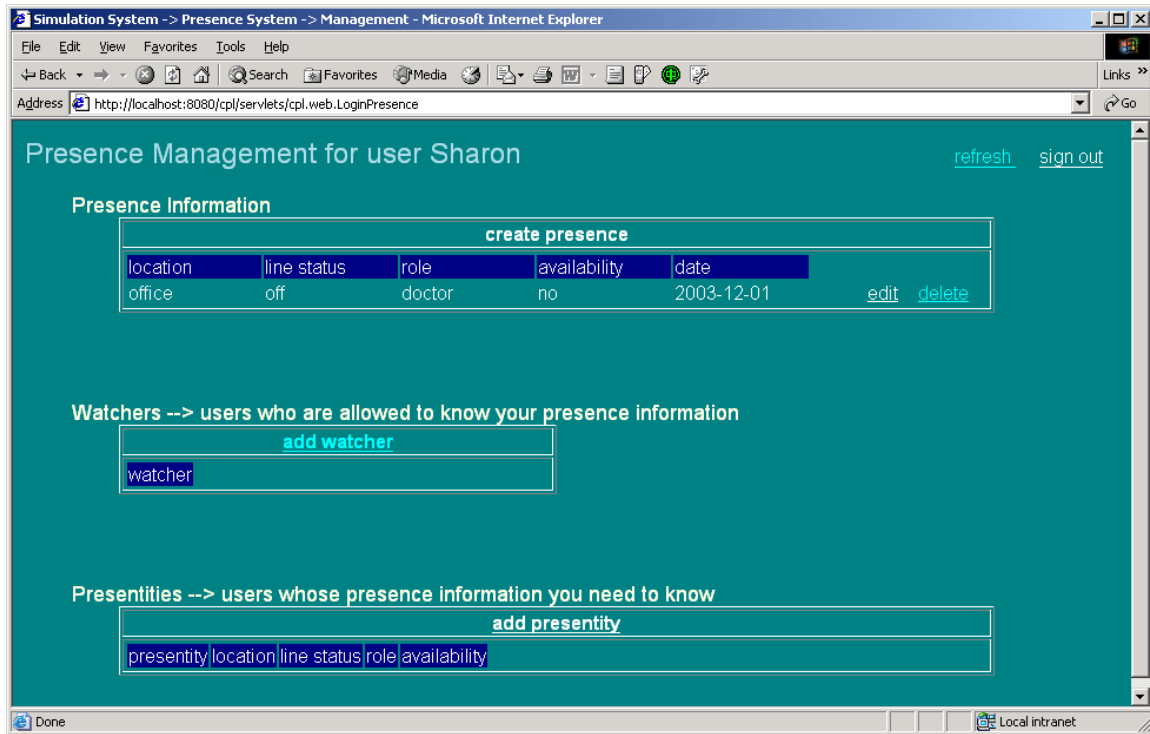 Simulation System -> Presence System -> Management - Microsoft Internet Explorer
File Edit View Favorites Tools Help
Back Search Favorites Media Links »
Address http://localhost:8080/cpl/servlets/cpl.web.LoginPresence Go
Presence Management for user Sharon refresh sign out
Presence Information
create presence
location line status role availability date
office off doctor no 2003-12-01 edit delete
Watchers --> users who are allowed to know your presence information
add watcher
watcher
Presentities --> users whose presence information you need to know
add presentity
presentity location line status role availability
Done Local intranet